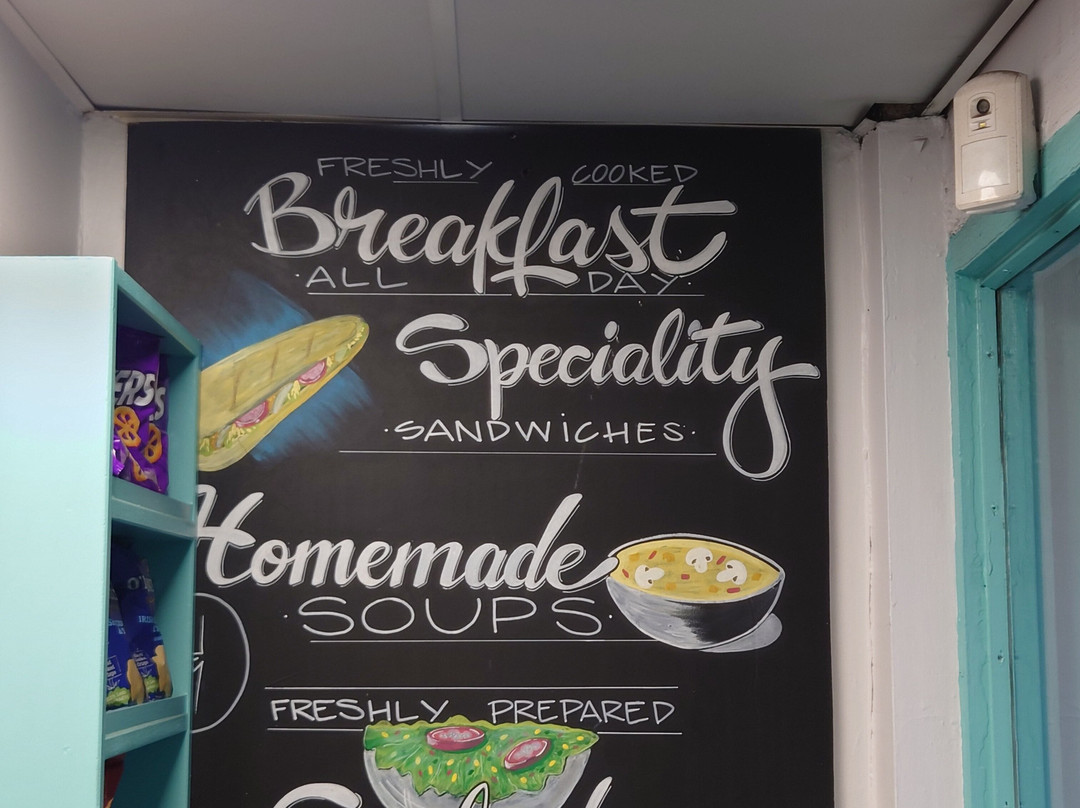 FRESHLY COOKED
Breakfast
ALL DAY
Speciality
SANDWiCHES
Homemade
SOUPS
FRESHLY PREPARED